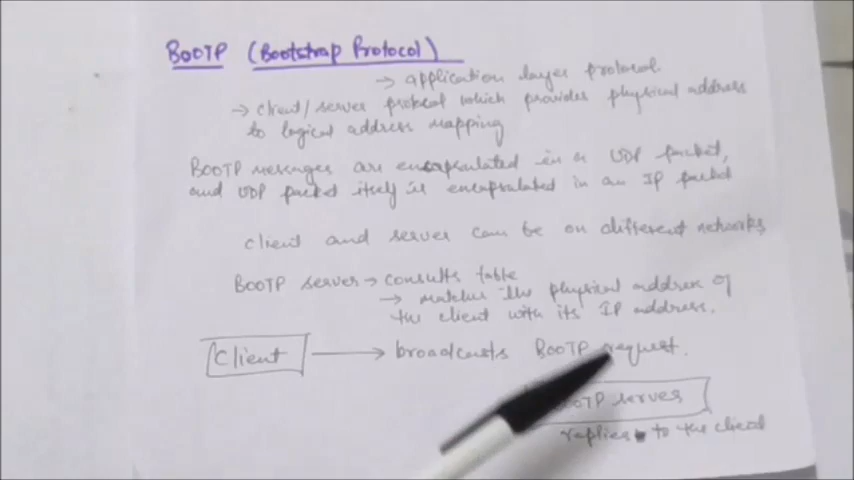 BOOTP (Bootstrap Protocol)
→ application layer protocol
→ client/server protocol which provides physical address
to logical address mapping
BOOTP messages are encapsulated in a UDP packet,
and UDP packet itself is encapsulated in an IP packet
client and server can be on different networks
BOOTP server → consults table
→ matches the physical address of
the client with its' IP address.
Client → broadcasts BOOTP request.
server
replies to the client